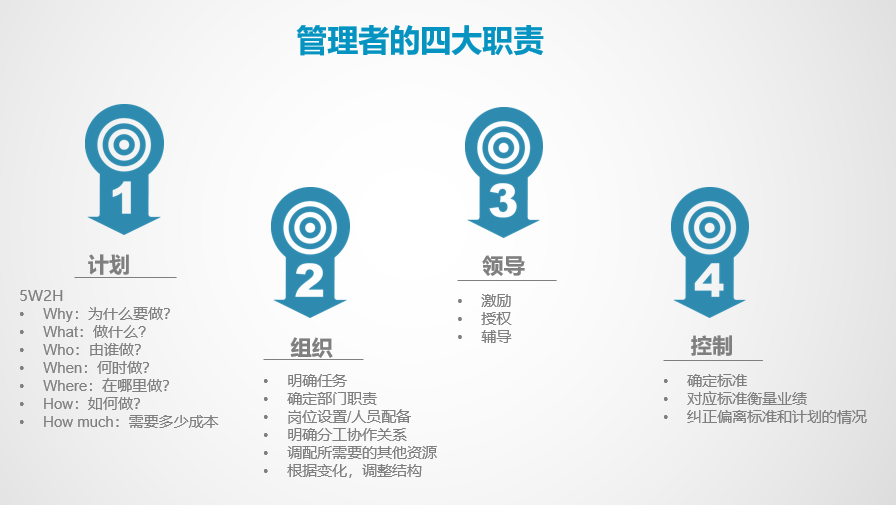 管理者的四大职责
1
计划
5W2H
• Why：为什么要做?
• What：做什么?
• Who：由谁做?
• When：何时做?
• Where：在哪里做?
• How：如何做?
• How much：需要多少成本
2
组织
• 明确任务
• 确定部门职责
• 岗位设置/人员配备
• 明确分工协作关系
• 调配所需要的其他资源
• 根据变化，调整结构
3
领导
• 激励
• 授权
• 辅导
4
控制
• 确定标准
• 对应标准衡量业绩
• 纠正偏离标准和计划的情况